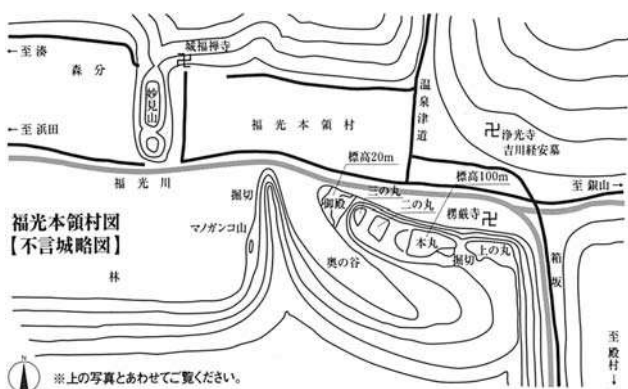 ←至湊
森分
城福禅寺
妙見山
←至浜田
福光本領村
温泉津道
浄光寺
吉川経安墓
標高20m
標高100m
至銀山→
福光川
掘切
三の丸
御殿
二の丸
楞厳寺
福光本領村図
【不言城略図】
マノガンコ山
本丸
上の丸
掘切
奥の谷
箱坂
林
至殿村→
N
※上の写真とあわせてご覧ください。